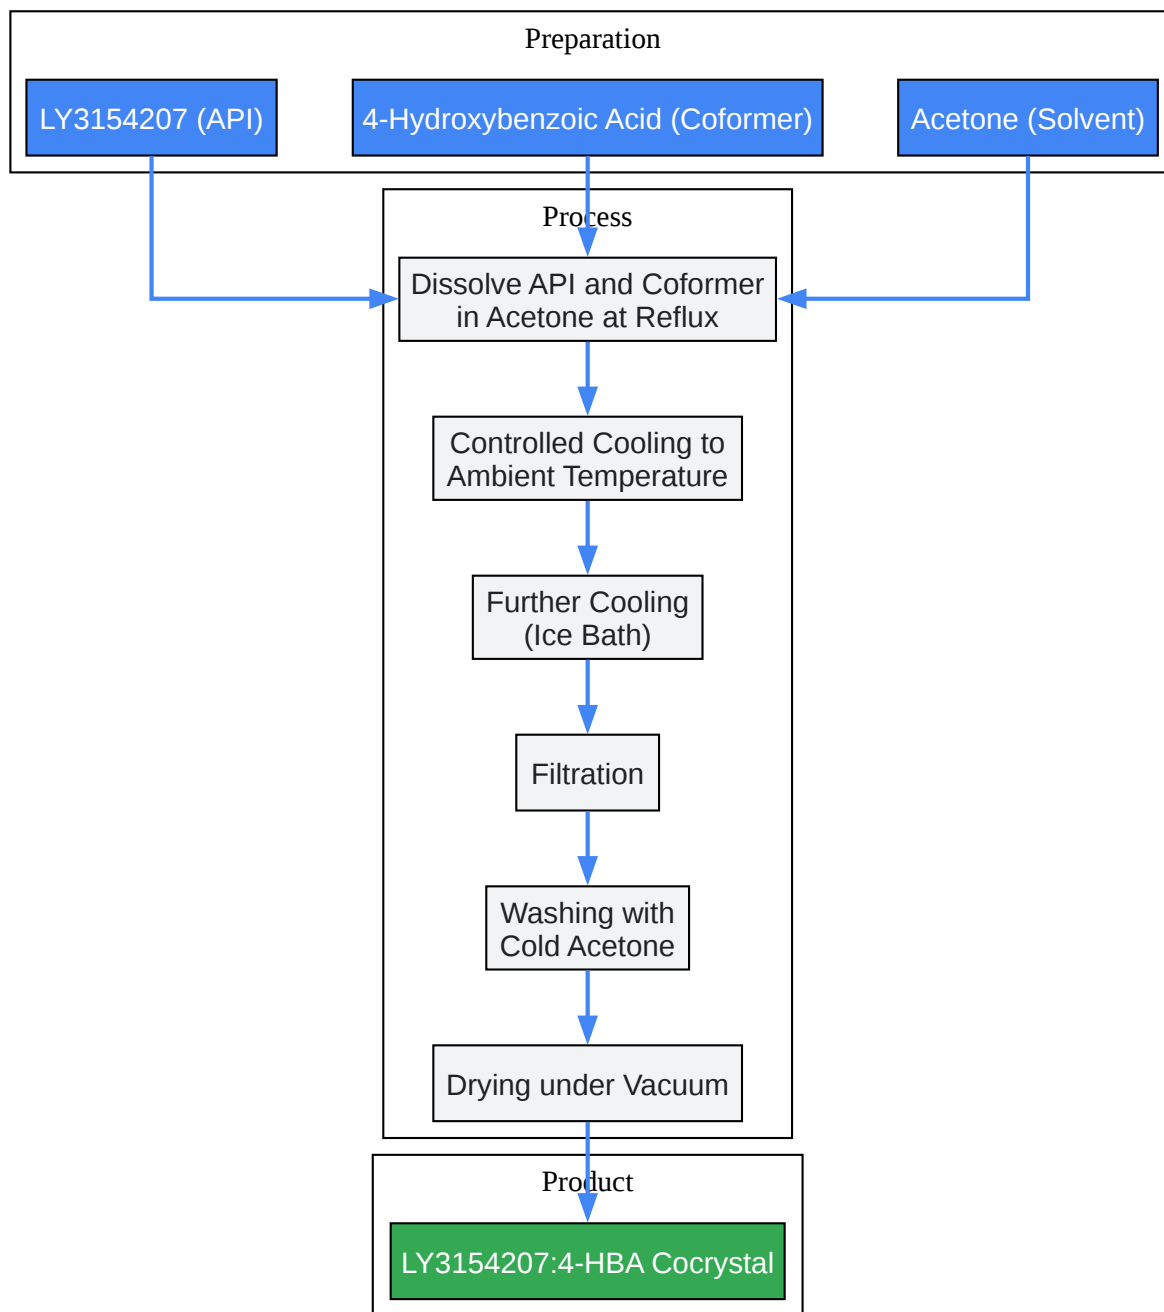 Preparation
LY3154207 (API)
4-Hydroxybenzoic Acid (Coformer)
Acetone (Solvent)
Process
Dissolve API and Coformer
in Acetone at Reflux
Controlled Cooling to
Ambient Temperature
Further Cooling
(Ice Bath)
Filtration
Washing with
Cold Acetone
Drying under Vacuum
Product
LY3154207:4-HBA Cocrystal